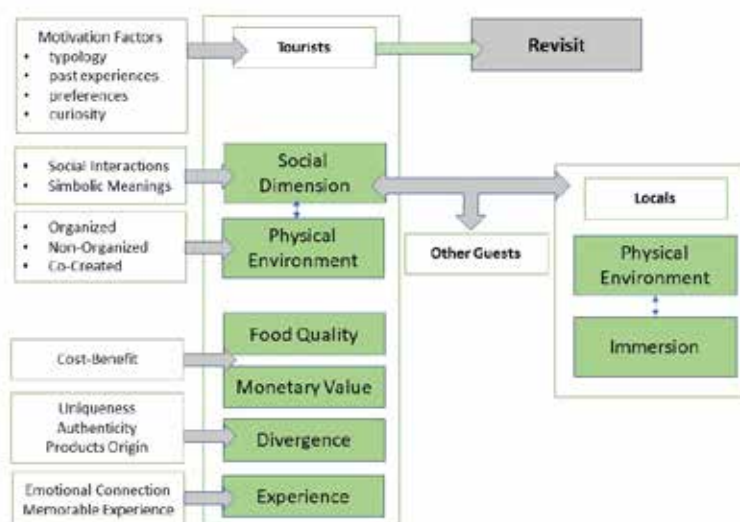 Motivation Factors
• typology
• past experiences
• preferences
• curiosity
Tourists
Revisit
• Social Interactions
• Simbolic Meanings
Social
Dimension
Locals
• Organized
• Non-Organized
• Co-Created
Physical
Environment
Other Guests
Physical
Environment
Immersion
Cost-Benefit
Food Quality
Monetary Value
Uniqueness
Authenticity
Products Origin
Divergence
Emotional Connection
Memorable Experience
Experience